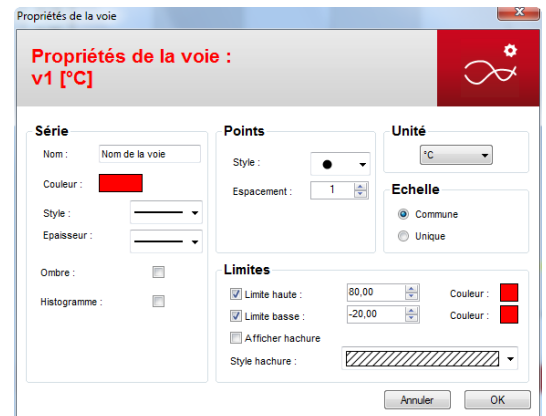 Propriétés de la voie
Propriétés de la voie :
v1 [°C]
Série
Nom : Nom de la voie
Couleur :
Style :
Epaisseur :
Ombre :
Histogramme :
Points
Style :
Espacement : 1
Unité
°C
Echelle
Commune
Unique
Limites
Limite haute : 80,00 Couleur :
Limite basse : -20,00 Couleur :
Afficher hachure
Style hachure :
Annuler OK